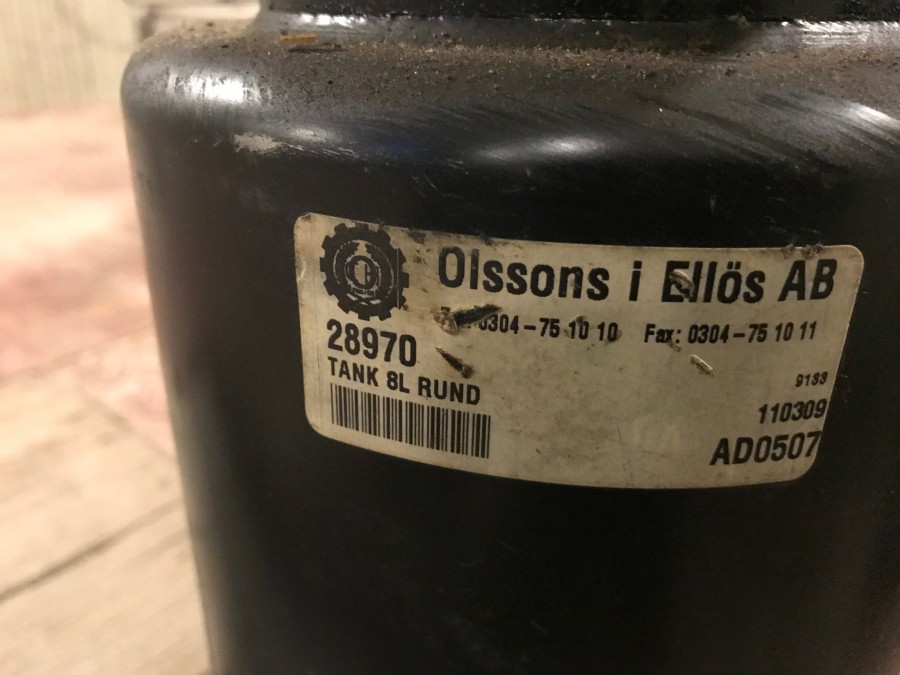 Olssons i Ellös AB
0304-75 10 10 Fax: 0304-75 10 11
28970
TANK 8L RUND
9133
110309
AD0507